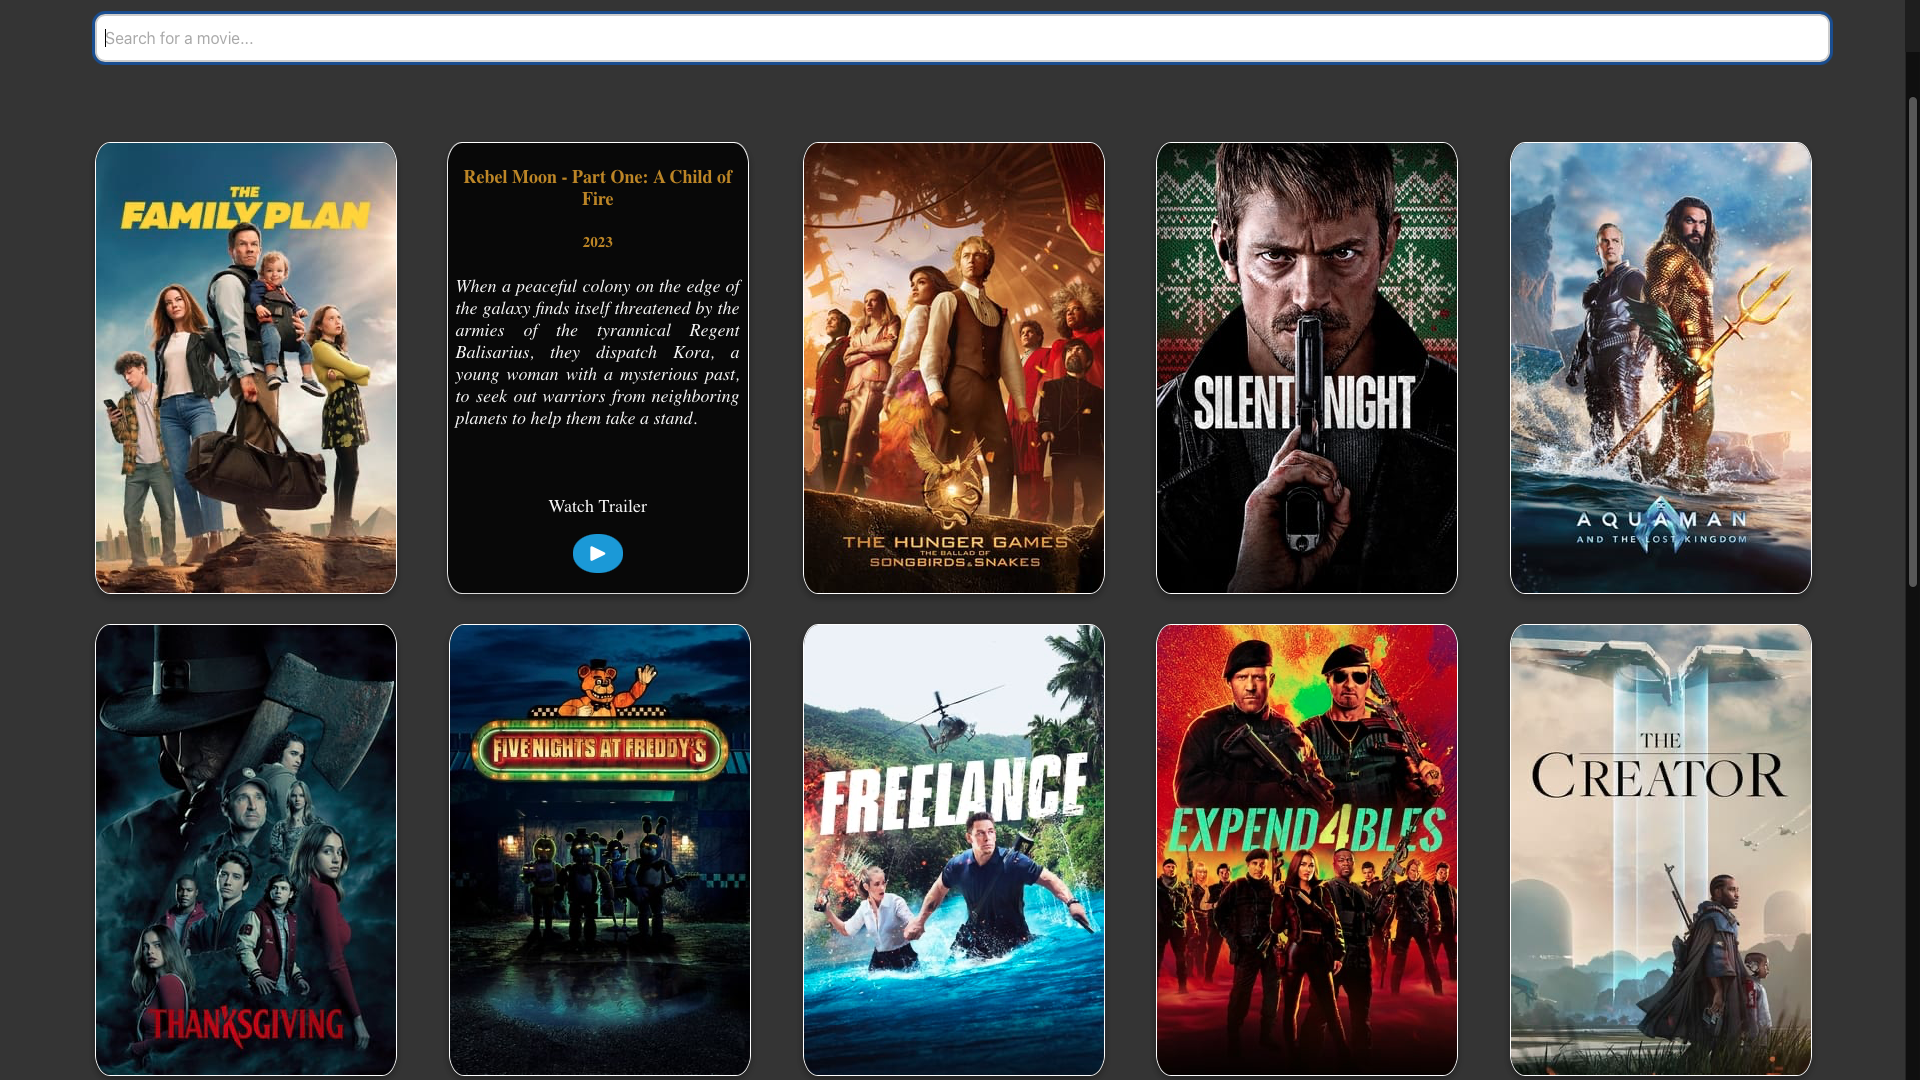 Search for a movie...
THE
FAMILY PLAN
Rebel Moon - Part One: A Child of
Fire
2023
When a peaceful colony on the edge of
the galaxy finds itself threatened by the
armies of the tyrannical Regent
Balisarius, they dispatch Kora, a
young woman with a mysterious past,
to seek out warriors from neighboring
planets to help them take a stand.
Watch Trailer
THE HUNGER GAMES
THE BALLAD OF
SONGBIRDS & SNAKES
SILENT NIGHT
AQUAMAN
AND THE LOST KINGDOM
THANKSGIVING
FIVE NIGHTS AT FREDDY'S
FREELANCE
EXPEND4BLES
THE
CREATOR